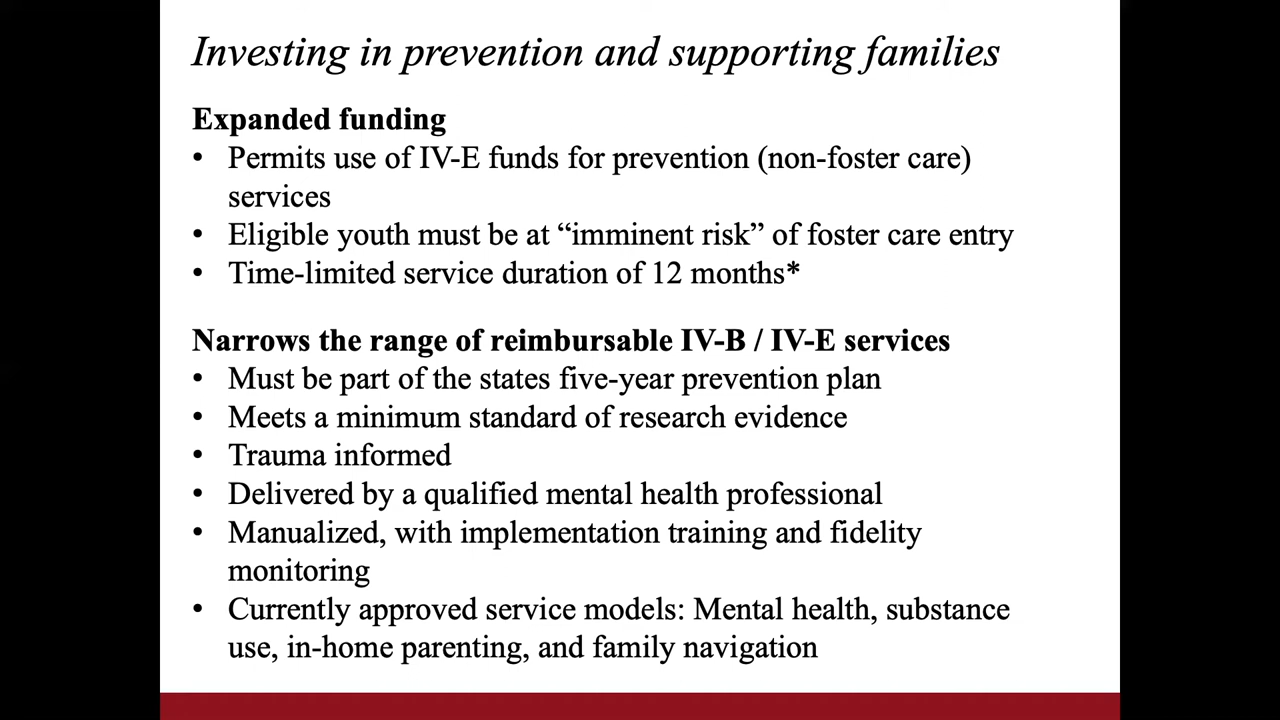 Investing in prevention and supporting families
Expanded funding
• Permits use of IV-E funds for prevention (non-foster care)
services
• Eligible youth must be at “imminent risk” of foster care entry
• Time-limited service duration of 12 months*
Narrows the range of reimbursable IV-B / IV-E services
• Must be part of the states five-year prevention plan
• Meets a minimum standard of research evidence
• Trauma informed
• Delivered by a qualified mental health professional
• Manualized, with implementation training and fidelity
monitoring
• Currently approved service models: Mental health, substance
use, in-home parenting, and family navigation